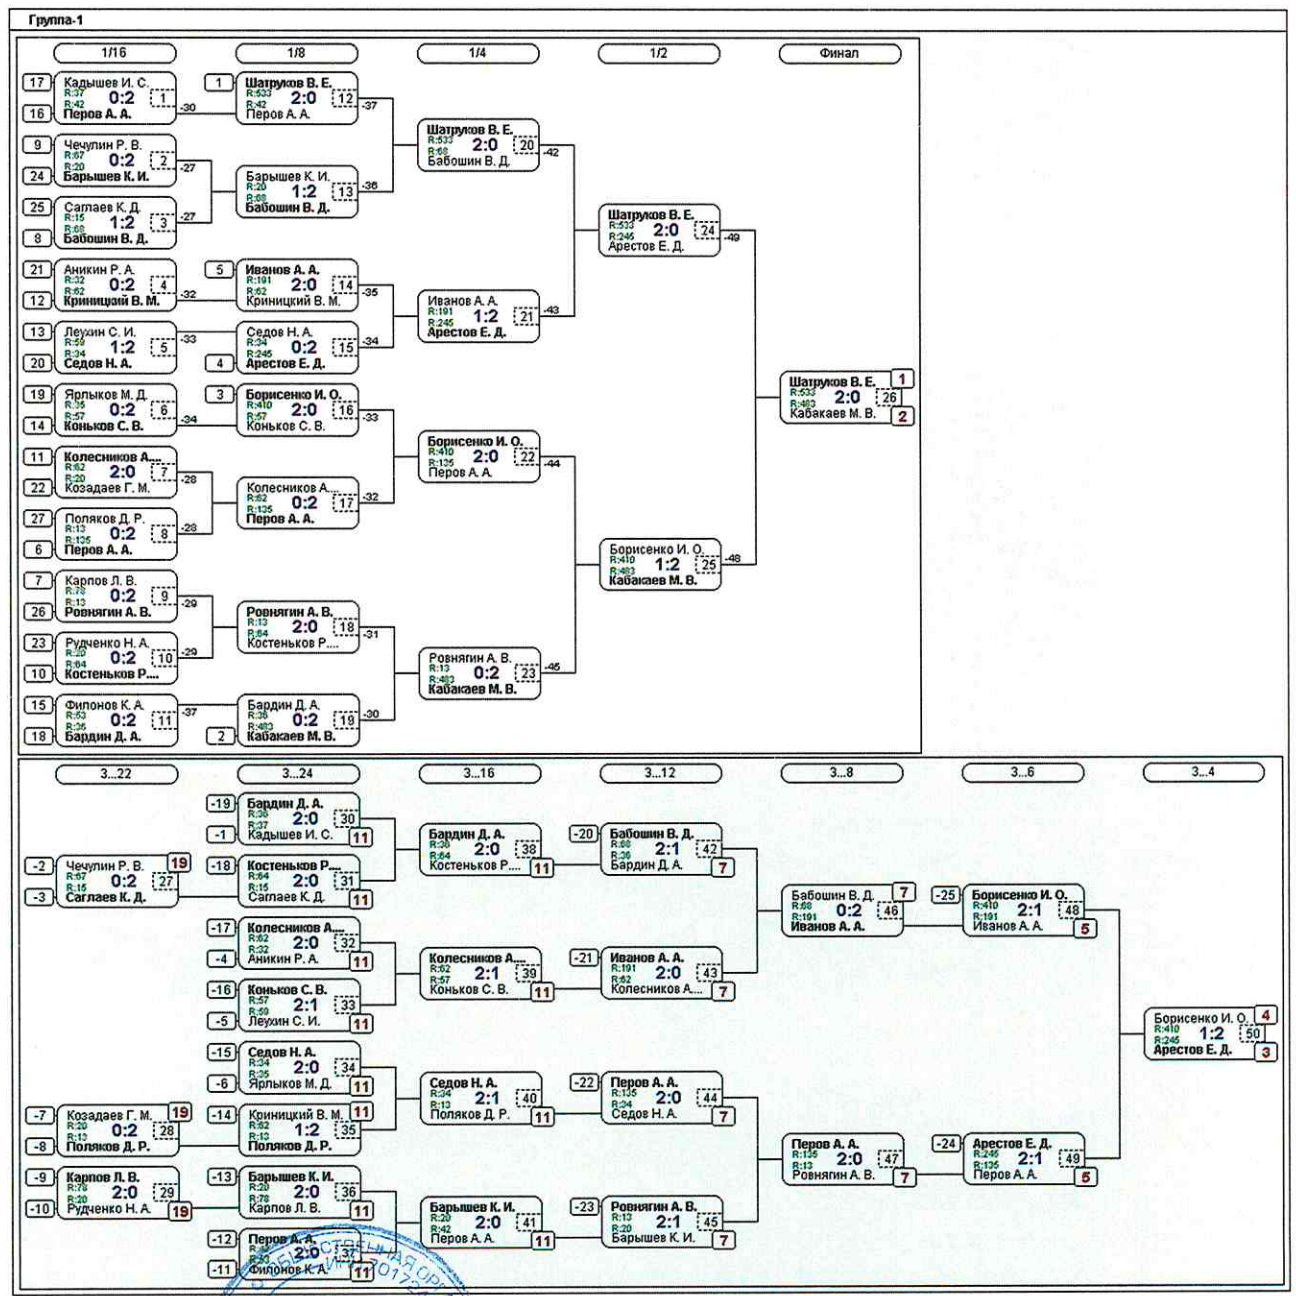 Группа-1
1/16 1/8 1/4 1/2 Финал
17 Кадышев И. С.
R:37 0:2 1
R:42
16 Перов А. А. -30
9 Чечулин Р. В.
R:67 0:2 2
R:20 -27
24 Барышев К. И.
25 Саглаев К. Д.
R:15 1:2 3 -27
R:68
8 Бабошин В. Д.
21 Аникин Р. А.
R:32 0:2 4
R:62
12 Криницкий В. М. -32
13 Леухин С. И.
R:59 1:2 5 -33
R:34
20 Седов Н. А.
19 Ярлыков М. Д.
R:35 0:2 6
R:57
14 Коньков С. В. -34
11 Колесников А....
R:62 2:0 7
R:20 -28
22 Козадаев Г. М.
27 Поляков Д. Р.
R:13 0:2 8 -28
R:135
6 Перов А. А.
7 Карпов Л. В.
R:78 0:2 9
R:13 -29
26 Ровнягин А. В.
23 Рудченко Н. А.
R:20 0:2 10 -29
R:64
10 Костеньков Р....
15 Филонов К. А.
R:53 0:2 11 -37
R:36
18 Бардин Д. А.
1 Шатруков В. Е.
R:533 2:0 12 -37
R:42
Перов А. А.
Барышев К. И.
R:20 1:2 13 -36
R:68
Бабошин В. Д.
5 Иванов А. А.
R:191 2:0 14 -35
R:62
Криницкий В. М.
Седов Н. А.
R:34 0:2 15 -34
R:245
4 Арестов Е. Д.
3 Борисенко И. О.
R:410 2:0 16 -33
R:57
Коньков С. В.
Колесников А....
R:62 0:2 17 -32
R:135
Перов А. А.
Ровнягин А. В.
R:13 2:0 18 -31
R:64
Костеньков Р....
Бардин Д. А.
R:36 0:2 19 -30
R:483
2 Кабакаев М. В.
Шатруков В. Е.
R:533 2:0 20 -42
R:68
Бабошин В. Д.
Иванов А. А.
R:191 1:2 21 -43
R:245
Арестов Е. Д.
Борисенко И. О.
R:410 2:0 22 -44
R:135
Перов А. А.
Ровнягин А. В.
R:13 0:2 23 -45
R:483
Кабакаев М. В.
Шатруков В. Е.
R:533 2:0 24 -49
R:245
Арестов Е. Д.
Борисенко И. О.
R:410 1:2 25 -48
R:483
Кабакаев М. В.
Шатруков В. Е. 1
R:533 2:0 26
R:483
Кабакаев М. В. 2
3...22 3...24 3...16 3...12 3...8 3...6 3...4
-2 Чечулин Р. В. 19
R:67 0:2 27
R:15
-3 Саглаев К. Д.
-7 Козадаев Г. М. 19
R:20 0:2 28
R:13
-8 Поляков Д. Р.
-9 Карпов Л. В.
R:78 2:0 29
R:20
-10 Рудченко Н. А. 19
-19 Бардин Д. А.
R:36 2:0 30
R:37
-1 Кадышев И. С. 11
-18 Костеньков Р....
R:64 2:0 31
R:15
Саглаев К. Д. 11
-17 Колесников А....
R:62 2:0 32
R:32
-4 Аникин Р. А. 11
-16 Коньков С. В.
R:57 2:1 33
R:59
-5 Леухин С. И. 11
-15 Седов Н. А.
R:34 2:0 34
R:35
-6 Ярлыков М. Д. 11
-14 Криницкий В. М. 11
R:62 1:2 35
R:13
Поляков Д. Р.
-13 Барышев К. И.
R:20 2:0 36
R:78
Карпов Л. В. 11
-12 Перов А. А.
2:0 37
-11 Филонов К. А. 11
Бардин Д. А.
R:36 2:0 38
R:64
Костеньков Р.... 11
Колесников А....
R:62 2:1 39
R:57
Коньков С. В. 11
Седов Н. А.
R:34 2:1 40
R:13
Поляков Д. Р. 11
Барышев К. И.
R:20 2:0 41
R:42
Перов А. А. 11
-20 Бабошин В. Д.
R:68 2:1 42
R:36
Бардин Д. А. 7
-21 Иванов А. А.
R:191 2:0 43
R:62
Колесников А.... 7
-22 Перов А. А.
R:135 2:0 44
R:34
Седов Н. А. 7
-23 Ровнягин А. В.
R:13 2:1 45
R:20
Барышев К. И. 7
Бабошин В. Д. 7
R:68 0:2 46
R:191
Иванов А. А.
Перов А. А.
R:135 2:0 47
R:13
Ровнягин А. В. 7
-25 Борисенко И. О.
R:410 2:1 48
R:191
Иванов А. А. 5
-24 Арестов Е. Д.
R:245 2:1 49
R:135
Перов А. А. 5
Борисенко И. О. 4
R:410 1:2 50
R:245
Арестов Е. Д. 3